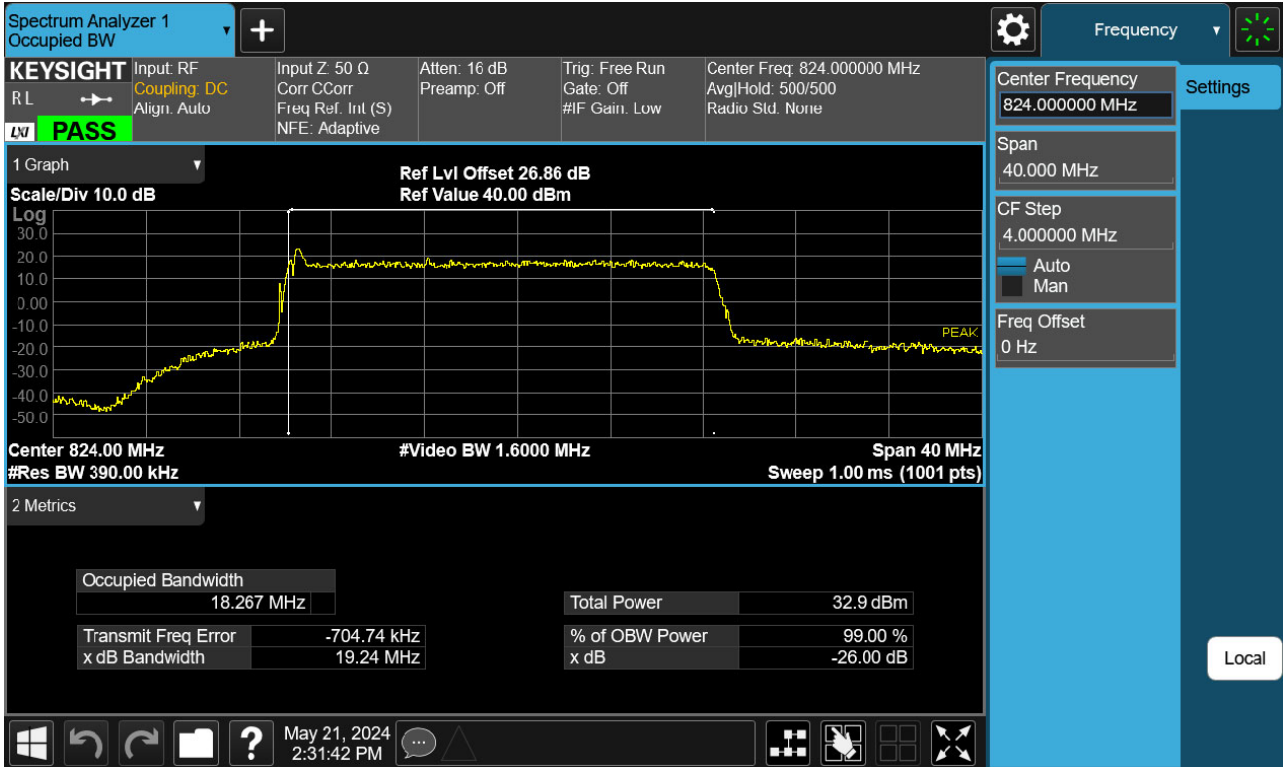 Spectrum Analyzer 1
Occupied BW
Frequency
KEYSIGHT
R L
LXI
PASS
Input: RF
Coupling: DC
Align: Auto
Input Z: 50 Ω
Corr CCorr
Freq Ref: Int (S)
NFE: Adaptive
Atten: 16 dB
Preamp: Off
Trig: Free Run
Gate: Off
#IF Gain: Low
Center Freq: 824.000000 MHz
Avg|Hold: 500/500
Radio Std: None
Center Frequency
824.000000 MHz
Settings
Span
40.000 MHz
CF Step
4.000000 MHz
Auto
Man
Freq Offset
0 Hz
Local
1 Graph
Scale/Div 10.0 dB
Ref Lvl Offset 26.86 dB
Ref Value 40.00 dBm
Log
30.0
20.0
10.0
0.00
-10.0
-20.0
-30.0
-40.0
-50.0
PEAK
Center 824.00 MHz
#Video BW 1.6000 MHz
Span 40 MHz
#Res BW 390.00 kHz
Sweep 1.00 ms (1001 pts)
2 Metrics
Occupied Bandwidth
18.267 MHz
Total Power 32.9 dBm
Transmit Freq Error -704.74 kHz
% of OBW Power 99.00 %
x dB Bandwidth 19.24 MHz
x dB -26.00 dB
?
May 21, 2024
2:31:42 PM